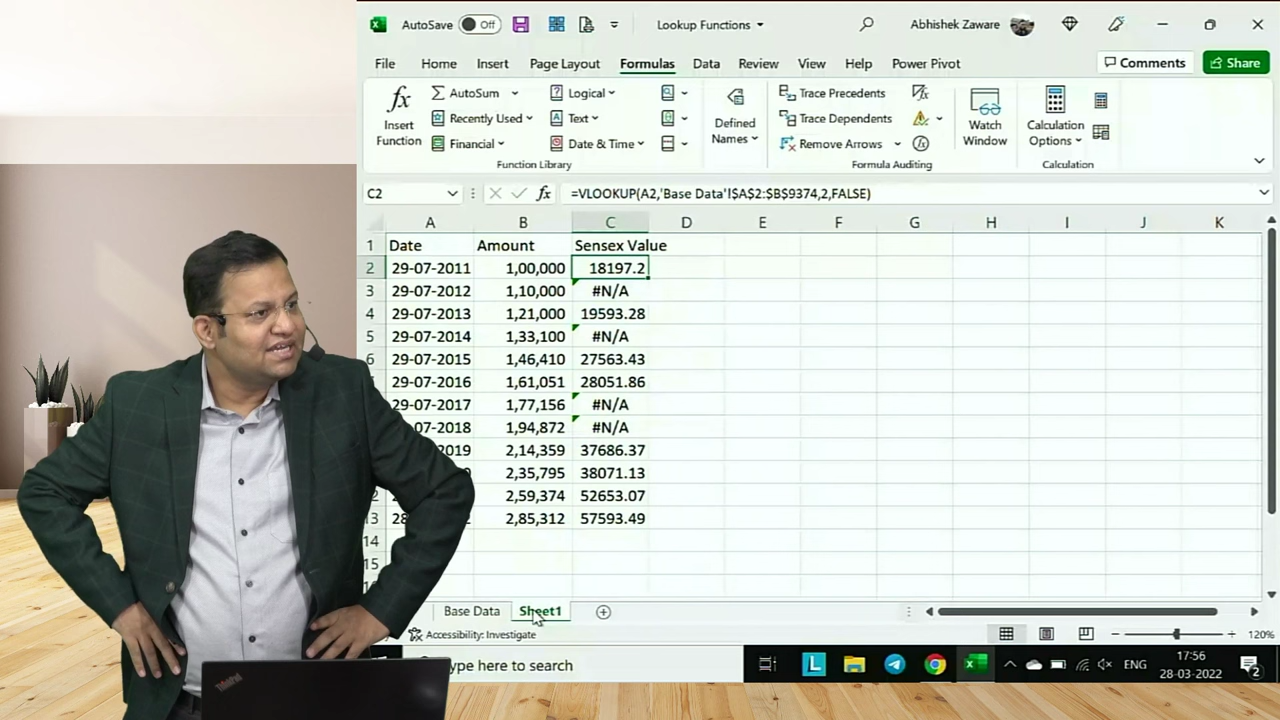 AutoSave Off Lookup Functions Abhishek Zaware
File Home Insert Page Layout Formulas Data Review View Help Power Pivot Comments Share
fx Insert Function
AutoSum
Recently Used
Financial
Logical
Text
Date & Time
Function Library
Defined Names
Trace Precedents
Trace Dependents
Remove Arrows
fx
Formula Auditing
Watch Window
Calculation Options
Calculation
C2 fx =VLOOKUP(A2,'Base Data'!$A$2:$B$9374,2,FALSE)
A B C D E F G H I J K
1 Date Amount Sensex Value
2 29-07-2011 1,00,000 18197.2
3 29-07-2012 1,10,000 #N/A
4 29-07-2013 1,21,000 19593.28
5 29-07-2014 1,33,100 #N/A
6 29-07-2015 1,46,410 27563.43
29-07-2016 1,61,051 28051.86
29-07-2017 1,77,156 #N/A
-07-2018 1,94,872 #N/A
2019 2,14,359 37686.37
2,35,795 38071.13
2,59,374 52653.07
2,85,312 57593.49
14
15
Base Data Sheet1
Accessibility: Investigate 120%
ype here to search L ENG 17:56
28-03-2022 2
ThinkPad